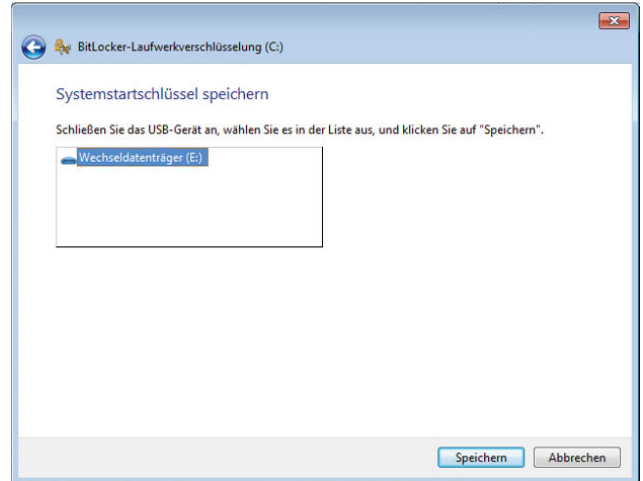 BitLocker-Laufwerkverschlüsselung (C:)
Systemstartschlüssel speichern
Schließen Sie das USB-Gerät an, wählen Sie es in der Liste aus, und klicken Sie auf "Speichern".
Wechseldatenträger (E:)
Speichern Abbrechen